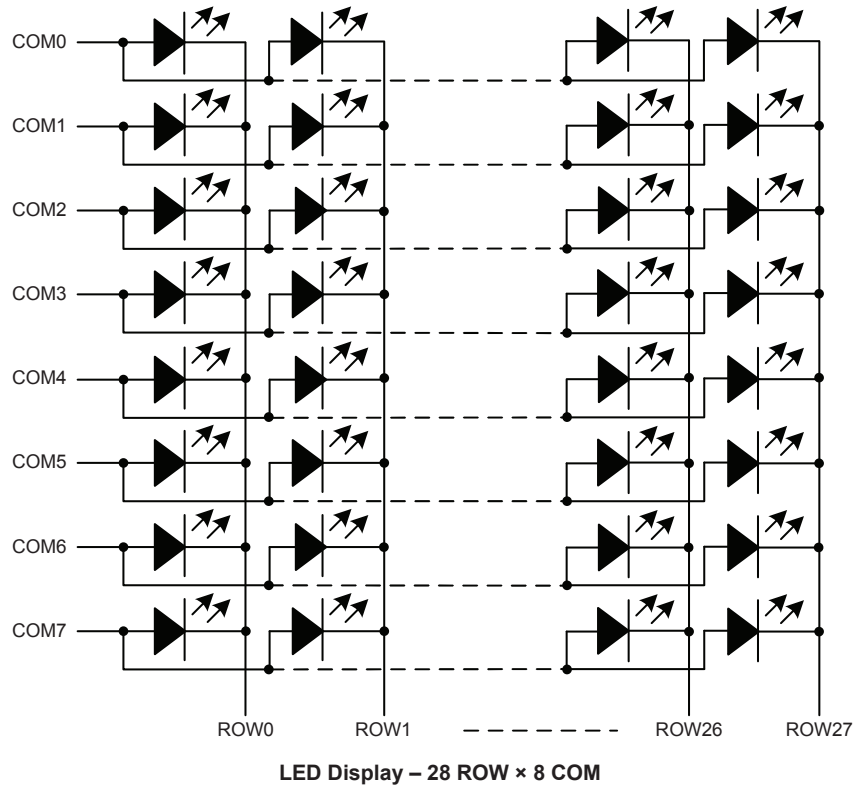 COM0
COM1
COM2
COM3
COM4
COM5
COM6
COM7
ROW0 ROW1 ROW26 ROW27
LED Display – 28 ROW × 8 COM